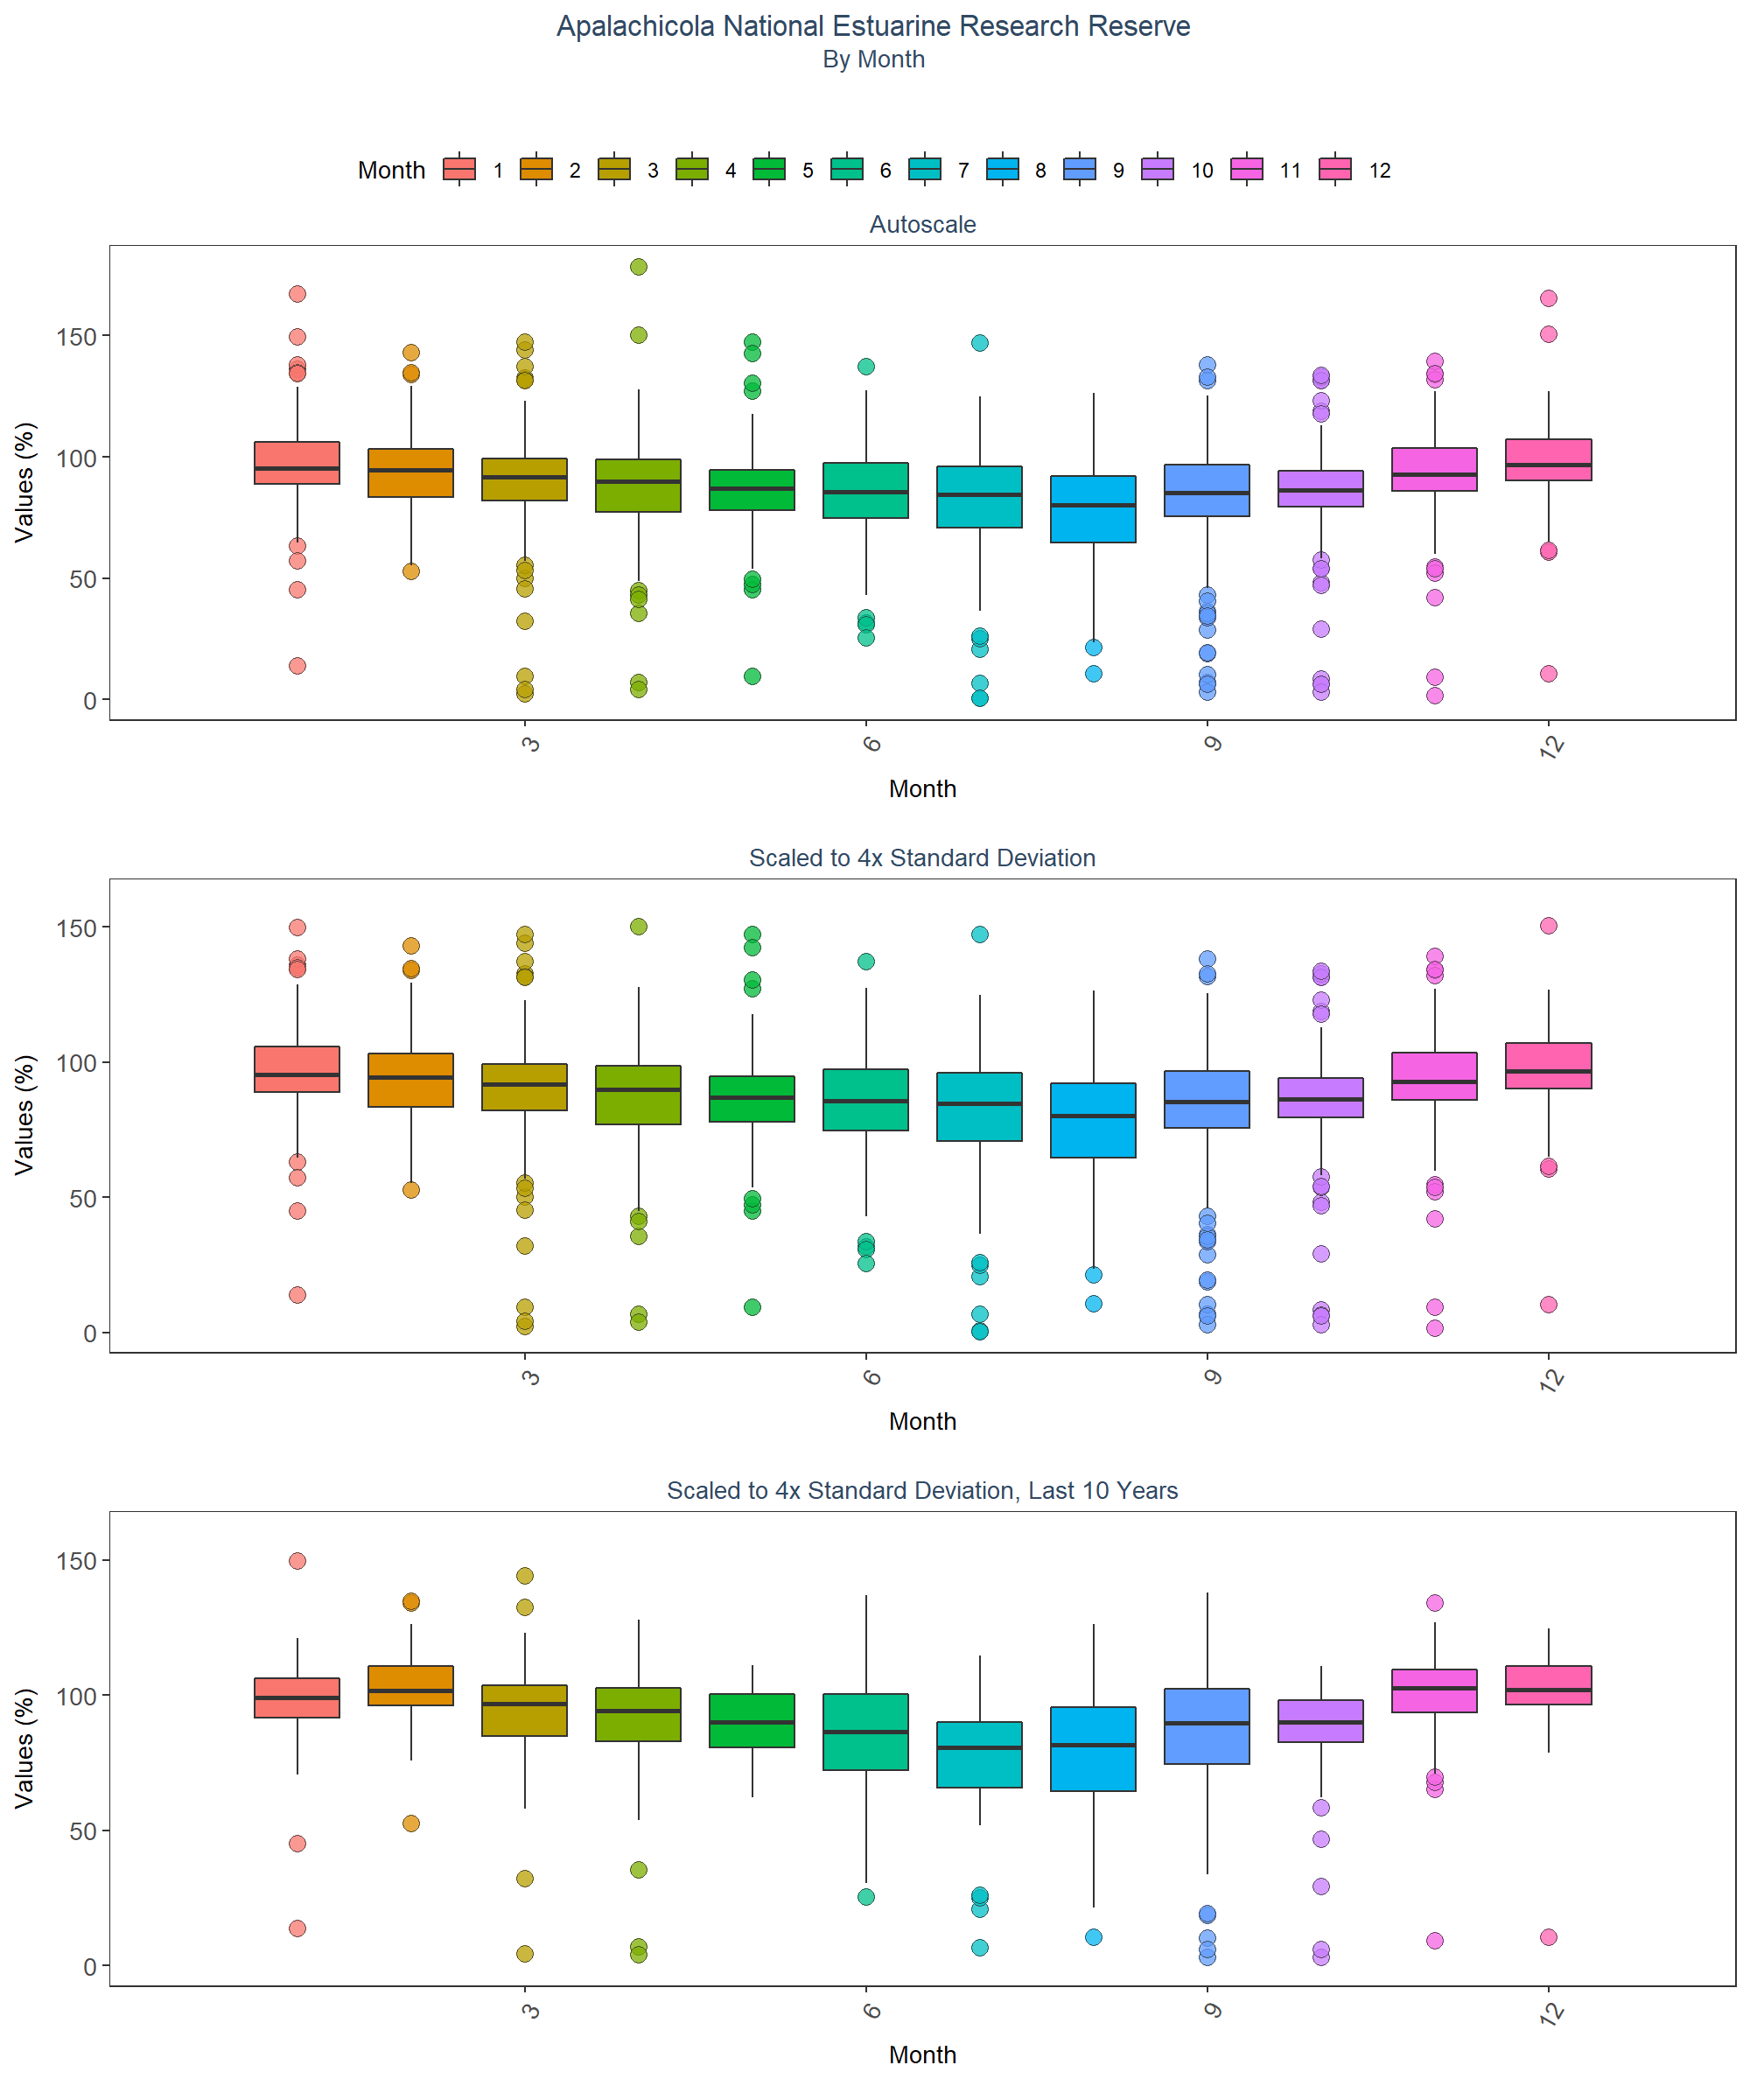 Apalachicola National Estuarine Research Reserve
By Month
Month 1 2 3 4 5 6 7 8 9 10 11 12
Autoscale
Values (%)
150
100
50
0
3 6 9 12
Month
Scaled to 4x Standard Deviation
Values (%)
150
100
50
0
3 6 9 12
Month
Scaled to 4x Standard Deviation, Last 10 Years
Values (%)
150
100
50
0
3 6 9 12
Month